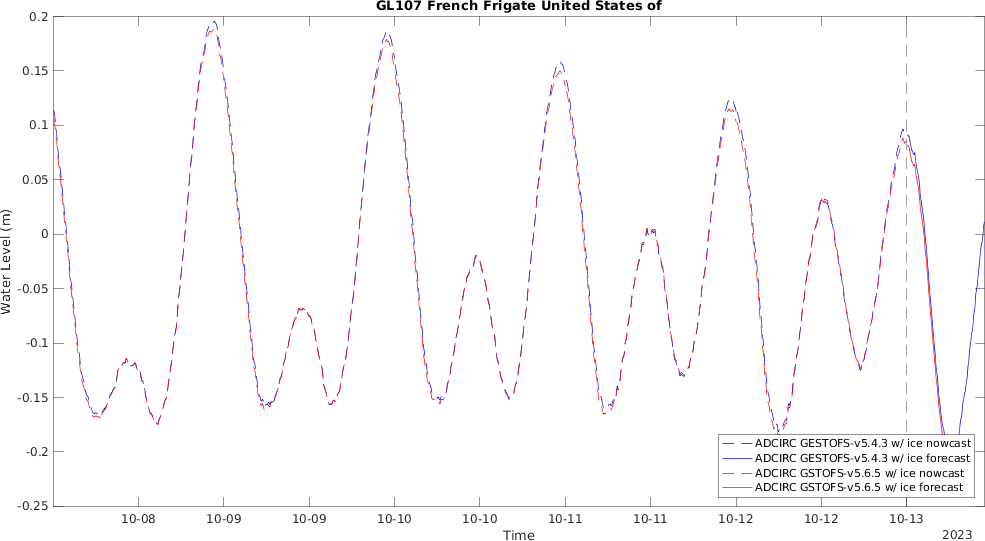 GL107 French Frigate United States of
0.2
0.15
0.1
0.05
0
-0.05
-0.1
-0.15
-0.2
-0.25
Water Level (m)
ADCIRC GESTOFS-v5.4.3 w/ ice nowcast
ADCIRC GESTOFS-v5.4.3 w/ ice forecast
ADCIRC GSTOFS-v5.6.5 w/ ice nowcast
ADCIRC GSTOFS-v5.6.5 w/ ice forecast
10-08 10-09 10-09 10-10 10-10 10-11 10-11 10-12 10-12 10-13
Time
2023